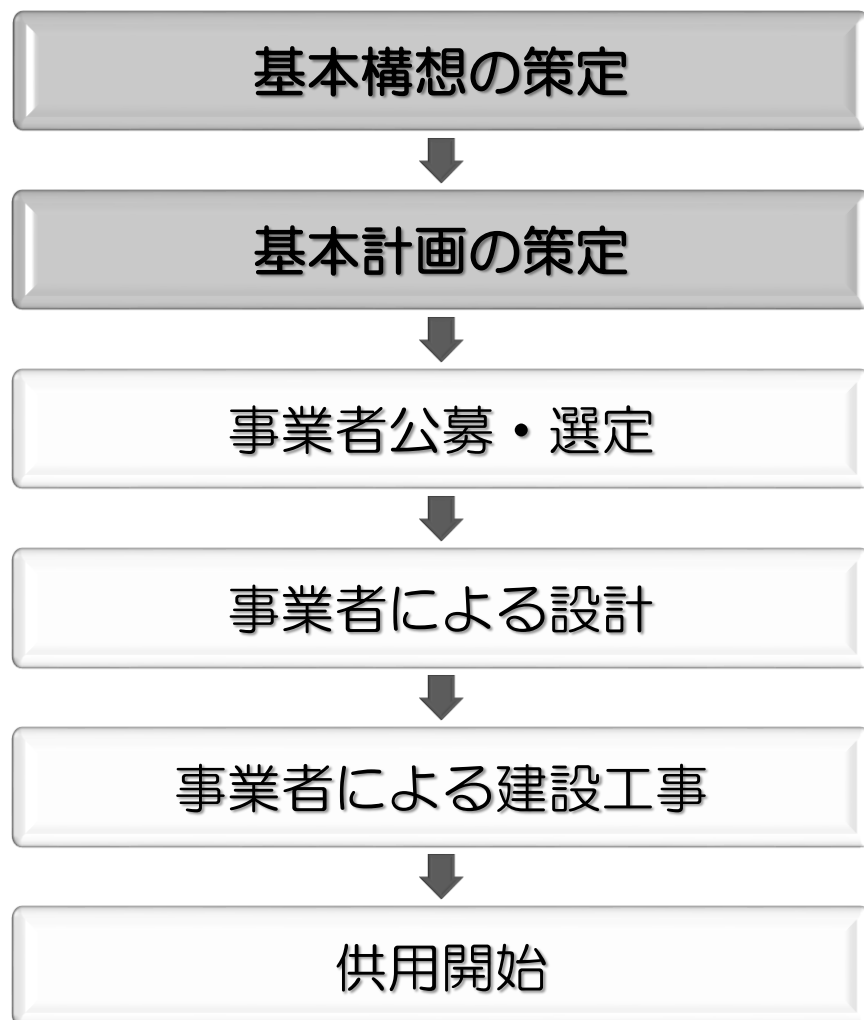 基本構想の策定
基本計画の策定
事業者公募・選定
事業者による設計
事業者による建設工事
供用開始